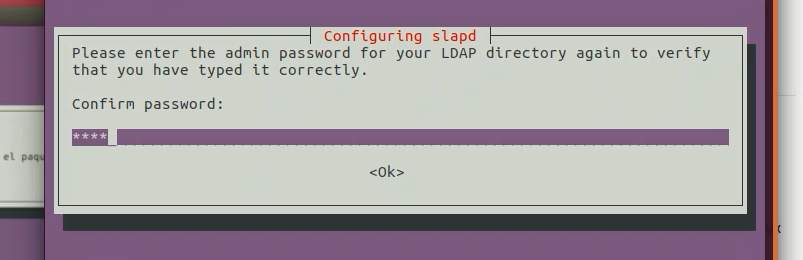 Configuring slapd
Please enter the admin password for your LDAP directory again to verify
that you have typed it correctly.
Confirm password:
****
<Ok>
el paqu